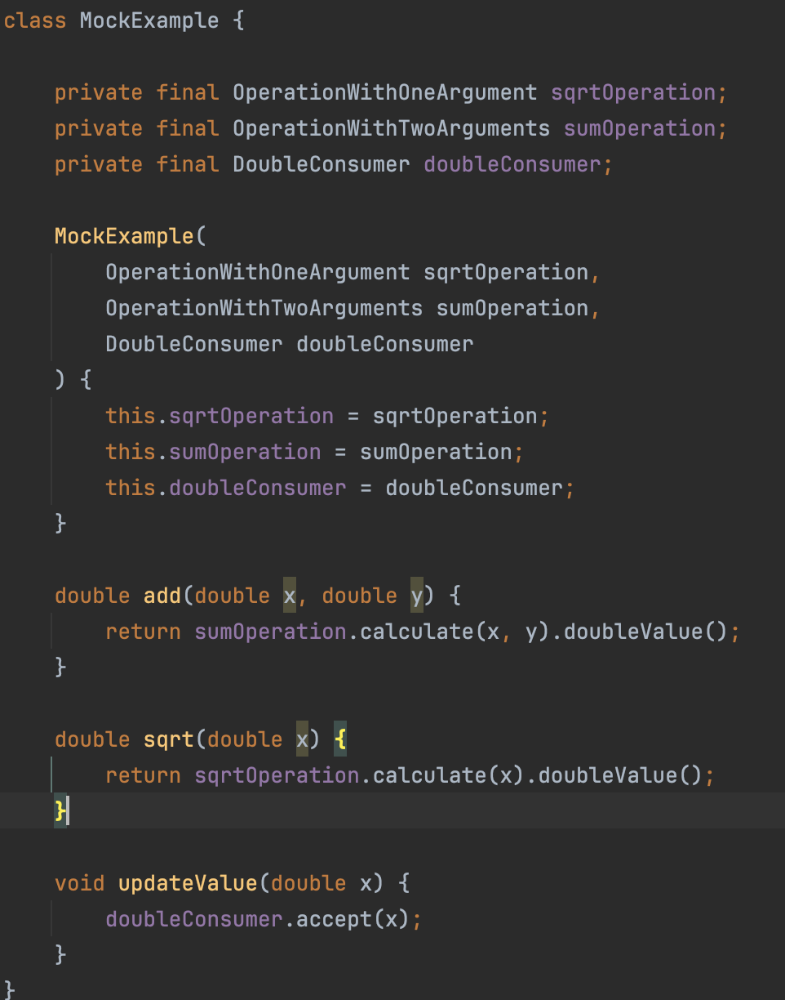 class MockExample {
    private final OperationWithOneArgument sqrtOperation;
    private final OperationWithTwoArguments sumOperation;
    private final DoubleConsumer doubleConsumer;
    MockExample(
        OperationWithOneArgument sqrtOperation,
        OperationWithTwoArguments sumOperation,
        DoubleConsumer doubleConsumer
    ) {
        this.sqrtOperation = sqrtOperation;
        this.sumOperation = sumOperation;
        this.doubleConsumer = doubleConsumer;
    }
    double add(double x, double y) {
        return sumOperation.calculate(x, y).doubleValue();
    }
    double sqrt(double x) {
        return sqrtOperation.calculate(x).doubleValue();
    }
    void updateValue(double x) {
        doubleConsumer.accept(x);
    }
}